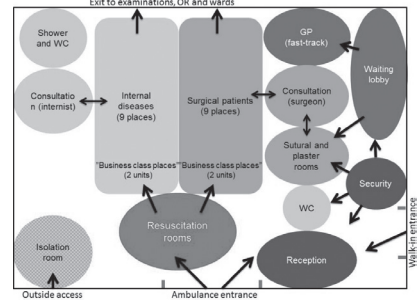 Exit to examinations, OR and wards
Shower
and WC
GP
(fast-track)
Waiting
lobby
Consultatio
n (internist)
Internal
diseases
(9 places)
Surgical patients
(9 places)
Consultation
(surgeon)
Sutural and
plaster
rooms
"Business class places"
(2 units)
"Business class places"
(2 units)
Security
WC
Resuscitation
rooms
Isolation
room
Reception
Walk-in entrance
Outside access
Ambulance entrance